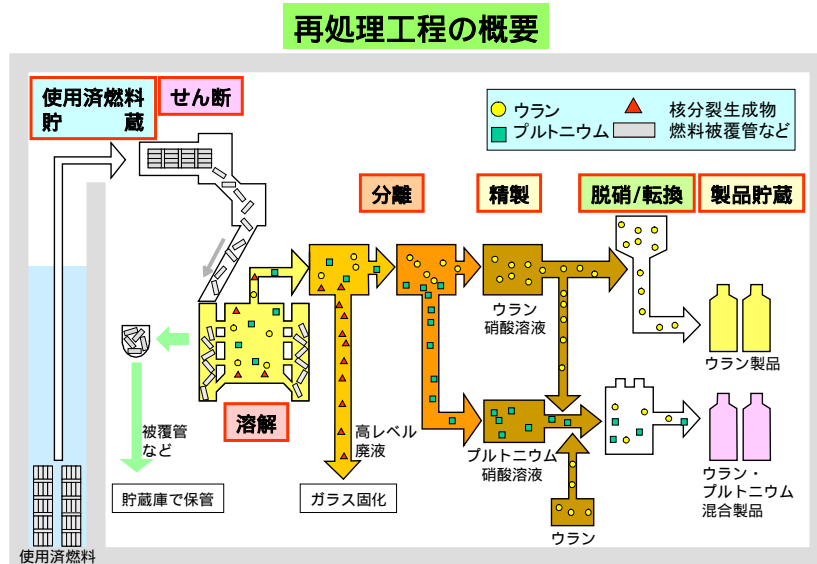 再処理工程の概要
使用済燃料
貯　蔵
せん断
ウラン
核分裂生成物
プルトニウム
燃料被覆管など
分離
精製
脱硝/転換
製品貯蔵
ウラン
硝酸溶液
ウラン製品
溶解
被覆管
など
高レベル
廃液
プルトニウム
硝酸溶液
ウラン・
プルトニウム
混合製品
貯蔵庫で保管
ガラス固化
ウラン
使用済燃料